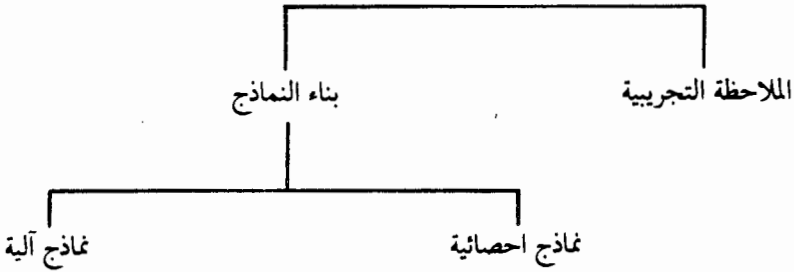 الملاحظة التجريبية
بناء النماذج
نماذج احصائية
نماذج آلية